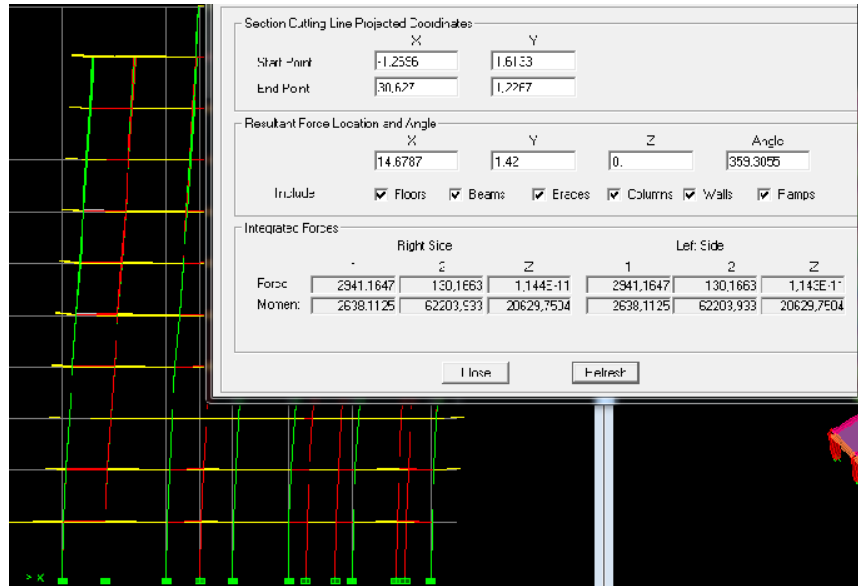 Section Cutting Line Projected Coordinates
X Y
Start Point 1.6133
End Point 30,627 1,2267
Resultant Force Location and Angle
X Y Z Angle
14.6787 1.42 0. 359.3055
Include Floors Beams Braces Columns Walls Ramps
Integrated Forces
Right Side Left Side
1 2 Z 1 2 Z
Force 2941,1647 130,1663 1,144E-11 2941,1647 130,1663 1,143E-11
Moment 2638,1125 62203,933 20629,7504 2638,1125 62203,933 20629,7504
Close Refresh
> X